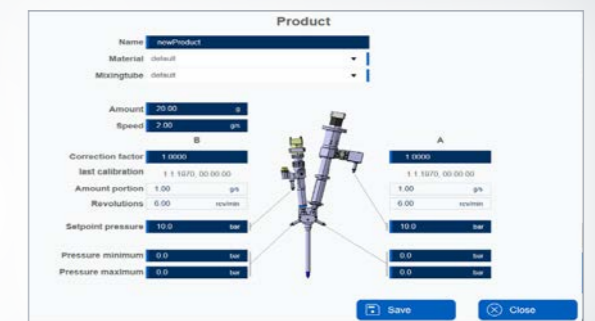 Product
Name newProduct
Material default
Mixingtube default
Amount 20.00 g
Speed 2.00 g/s
B A
Correction factor 1.0000 1.0000
last calibration 1.1.1970, 00:00:00 1.1.1970, 00:00:00
Amount portion 1.00 g/s 1.00 g/s
Revolutions 6.00 rev/min 6.00 rev/min
Setpoint pressure 10.0 bar 10.0 bar
Pressure minimum 0.0 bar 0.0 bar
Pressure maximum 0.0 bar 0.0 bar
Save Close